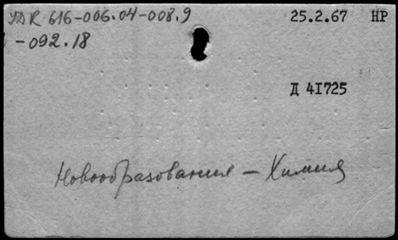 УДК 616-006.04-008.9 25.2.67 НР
-092.18
Д 41725
Новообразования - Химия